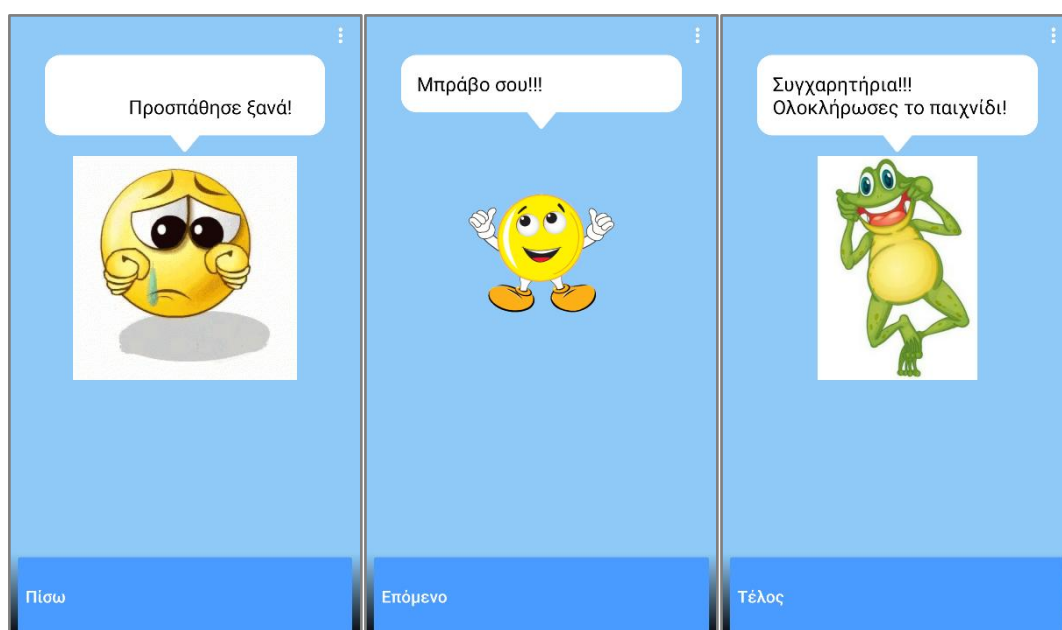 Προσπάθησε ξανά!
Πίσω
Μπράβο σου!!!
Επόμενο
Συγχαρητήρια!!!
Ολοκλήρωσες το παιχνίδι!
Τέλος